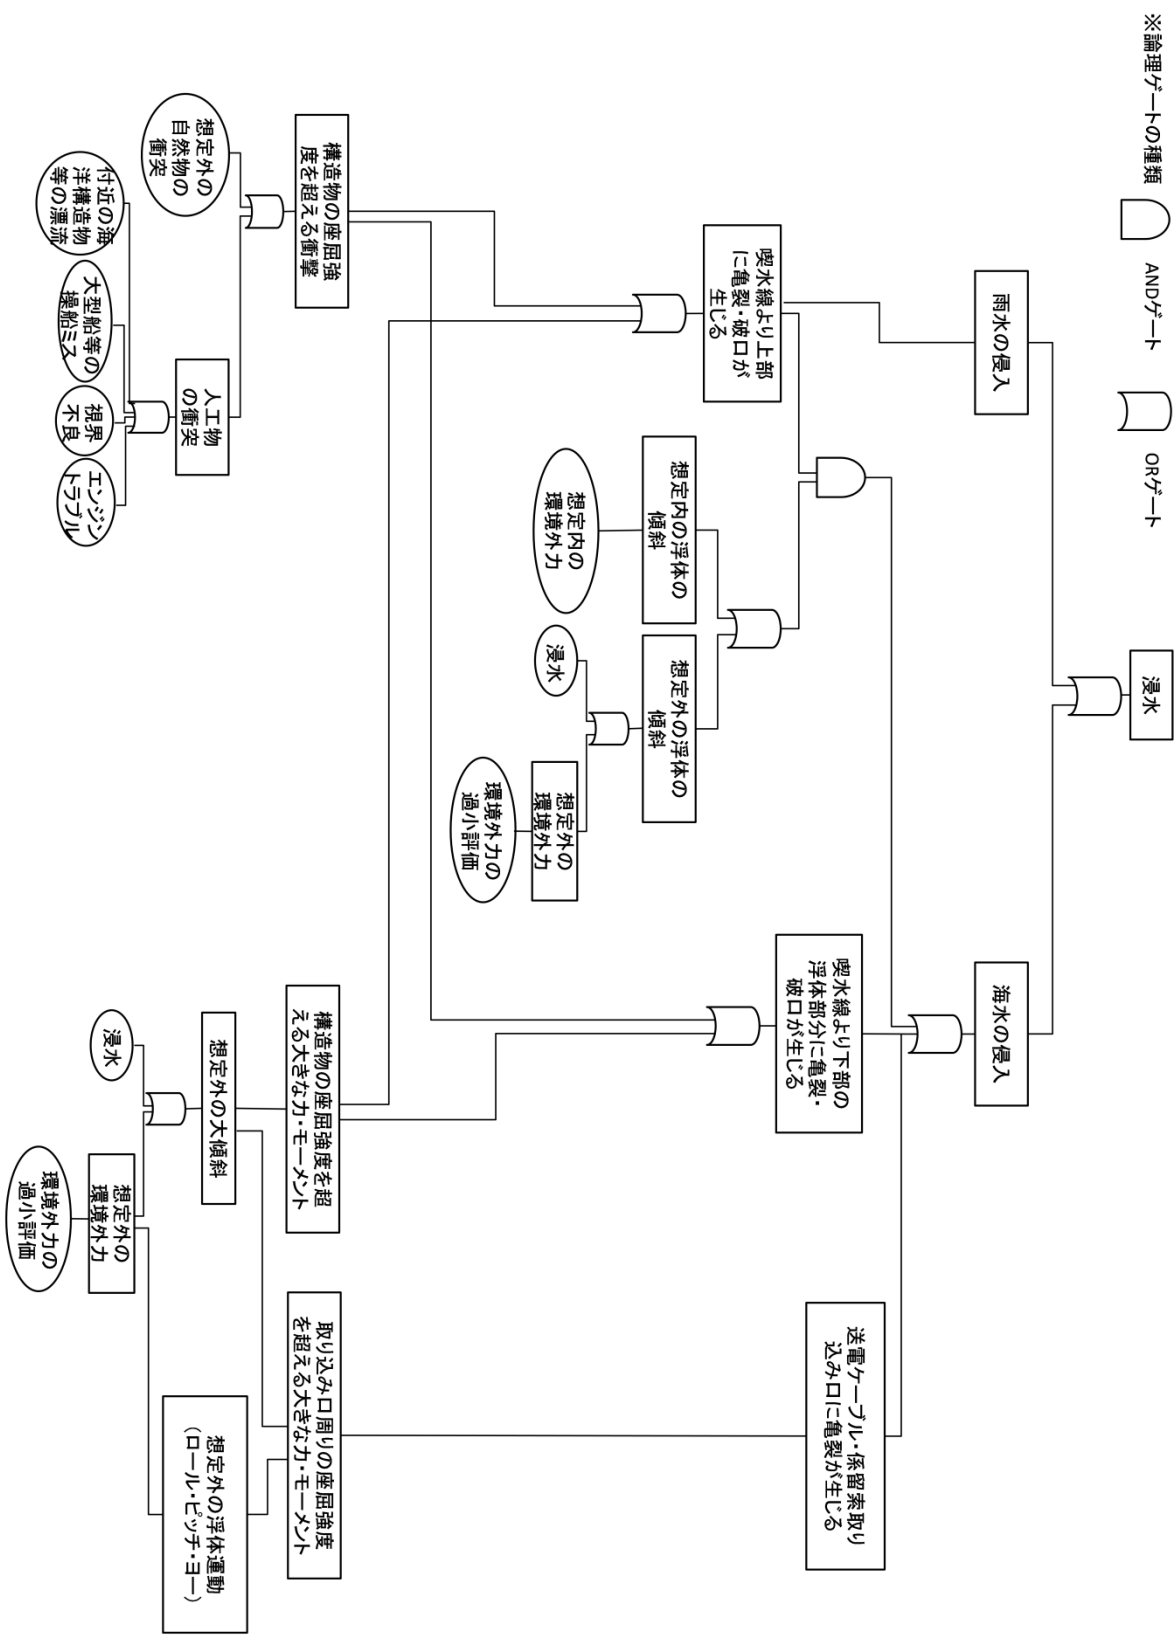 ※論理ゲートの種類
ANDゲート
ORゲート
浸水
雨水の侵入
海水の侵入
喫水線より上部
に亀裂・破口が
生じる
喫水線より下部の
浮体部分に亀裂・
破口が生じる
送電ケーブル・係留索取り
込み口に亀裂が生じる
想定内の浮体の
傾斜
想定外の浮体の
傾斜
想定内の
環境外力
浸水
想定外の
環境外力
環境外力の
過小評価
構造物の座屈強
度を超える衝撃
構造物の座屈強度を超
える大きな力・モーメント
取り込み口周りの座屈強度
を超える大きな力・モーメント
想定外の
自然物の
衝突
人工物
の衝突
想定外の大傾斜
想定外の浮体運動
(ロール・ピッチ・ヨー)
付近の海
洋構造物
等の漂流
大型船等の
操船ミス
視界
不良
エンジン
トラブル
浸水
想定外の
環境外力
環境外力の
過小評価